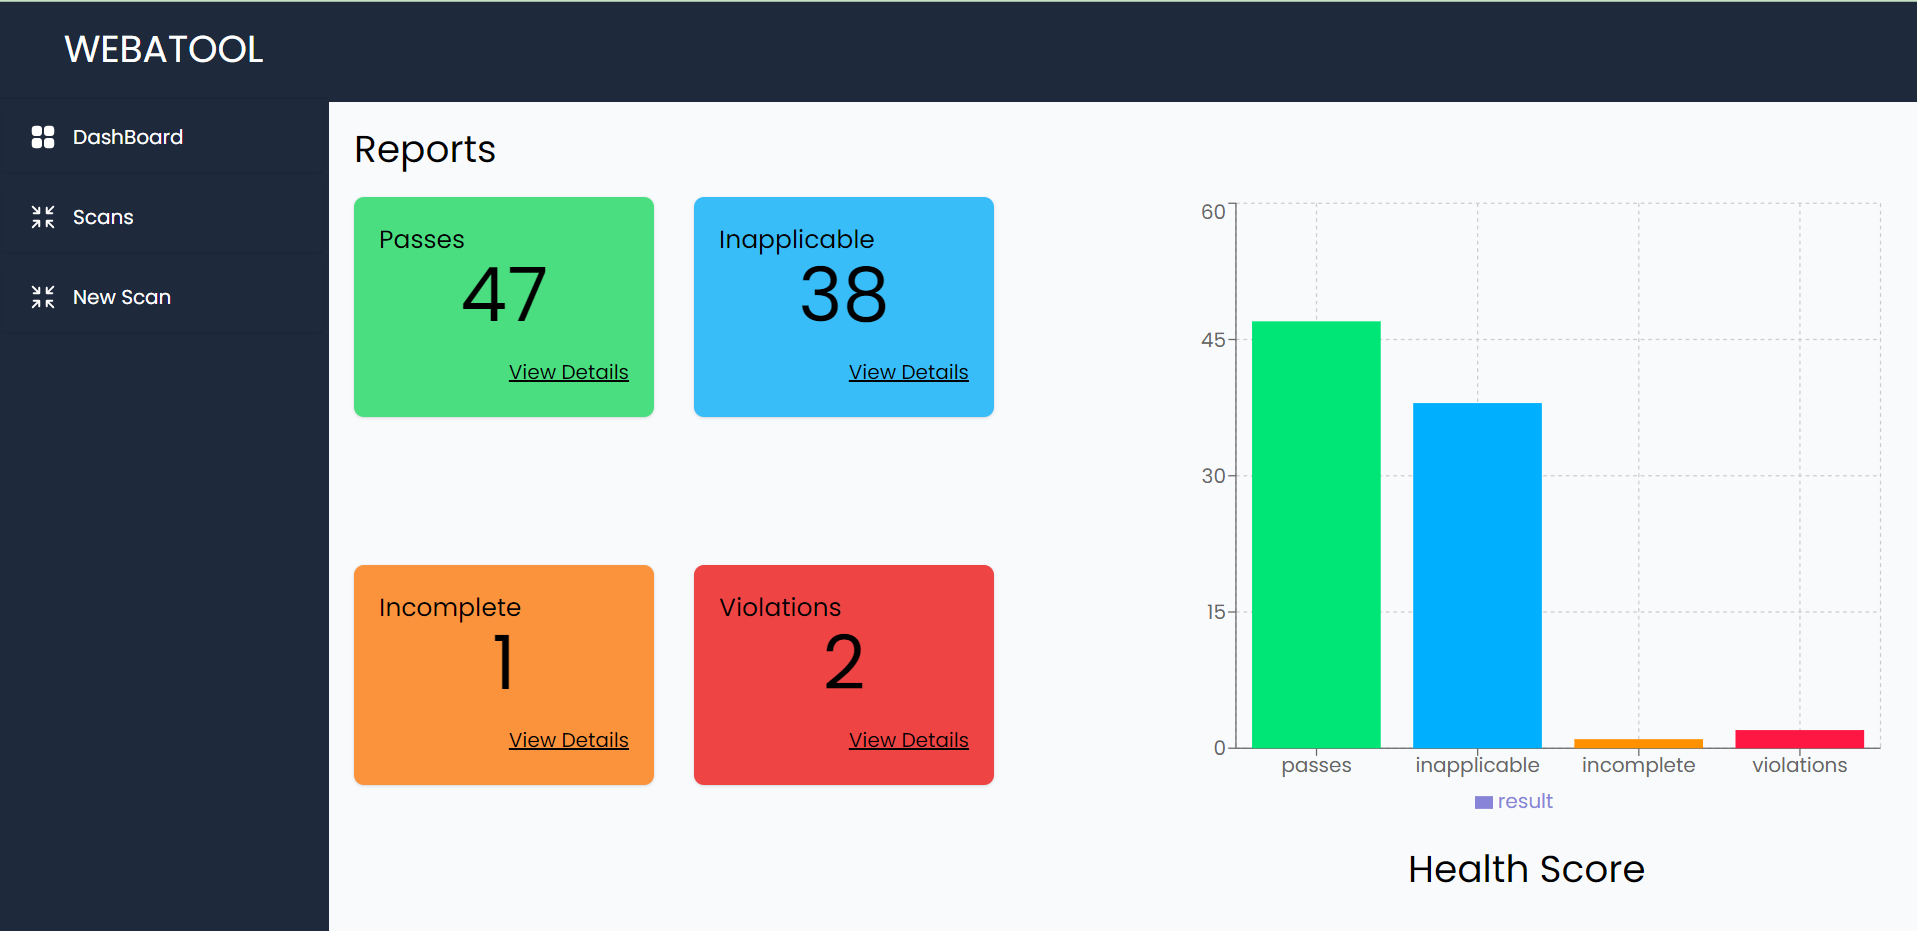 WEBATOOL
DashBoard
Scans
New Scan
Reports
Passes
47
View Details
Inapplicable
38
View Details
Incomplete
1
View Details
Violations
2
View Details
60
45
30
15
0
passes inapplicable incomplete violations
result
Health Score